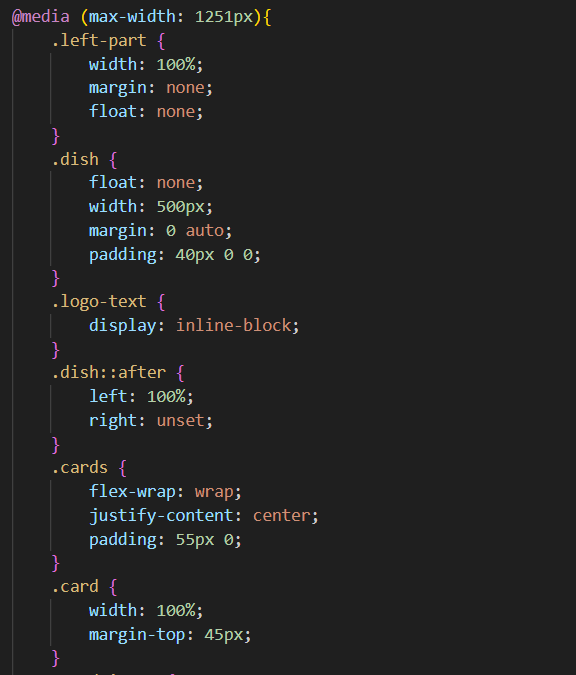 @media (max-width: 1251px){
.left-part {
width: 100%;
margin: none;
float: none;
}
.dish {
float: none;
width: 500px;
margin: 0 auto;
padding: 40px 0 0;
}
.logo-text {
display: inline-block;
}
.dish::after {
left: 100%;
right: unset;
}
.cards {
flex-wrap: wrap;
justify-content: center;
padding: 55px 0;
}
.card {
width: 100%;
margin-top: 45px;
}